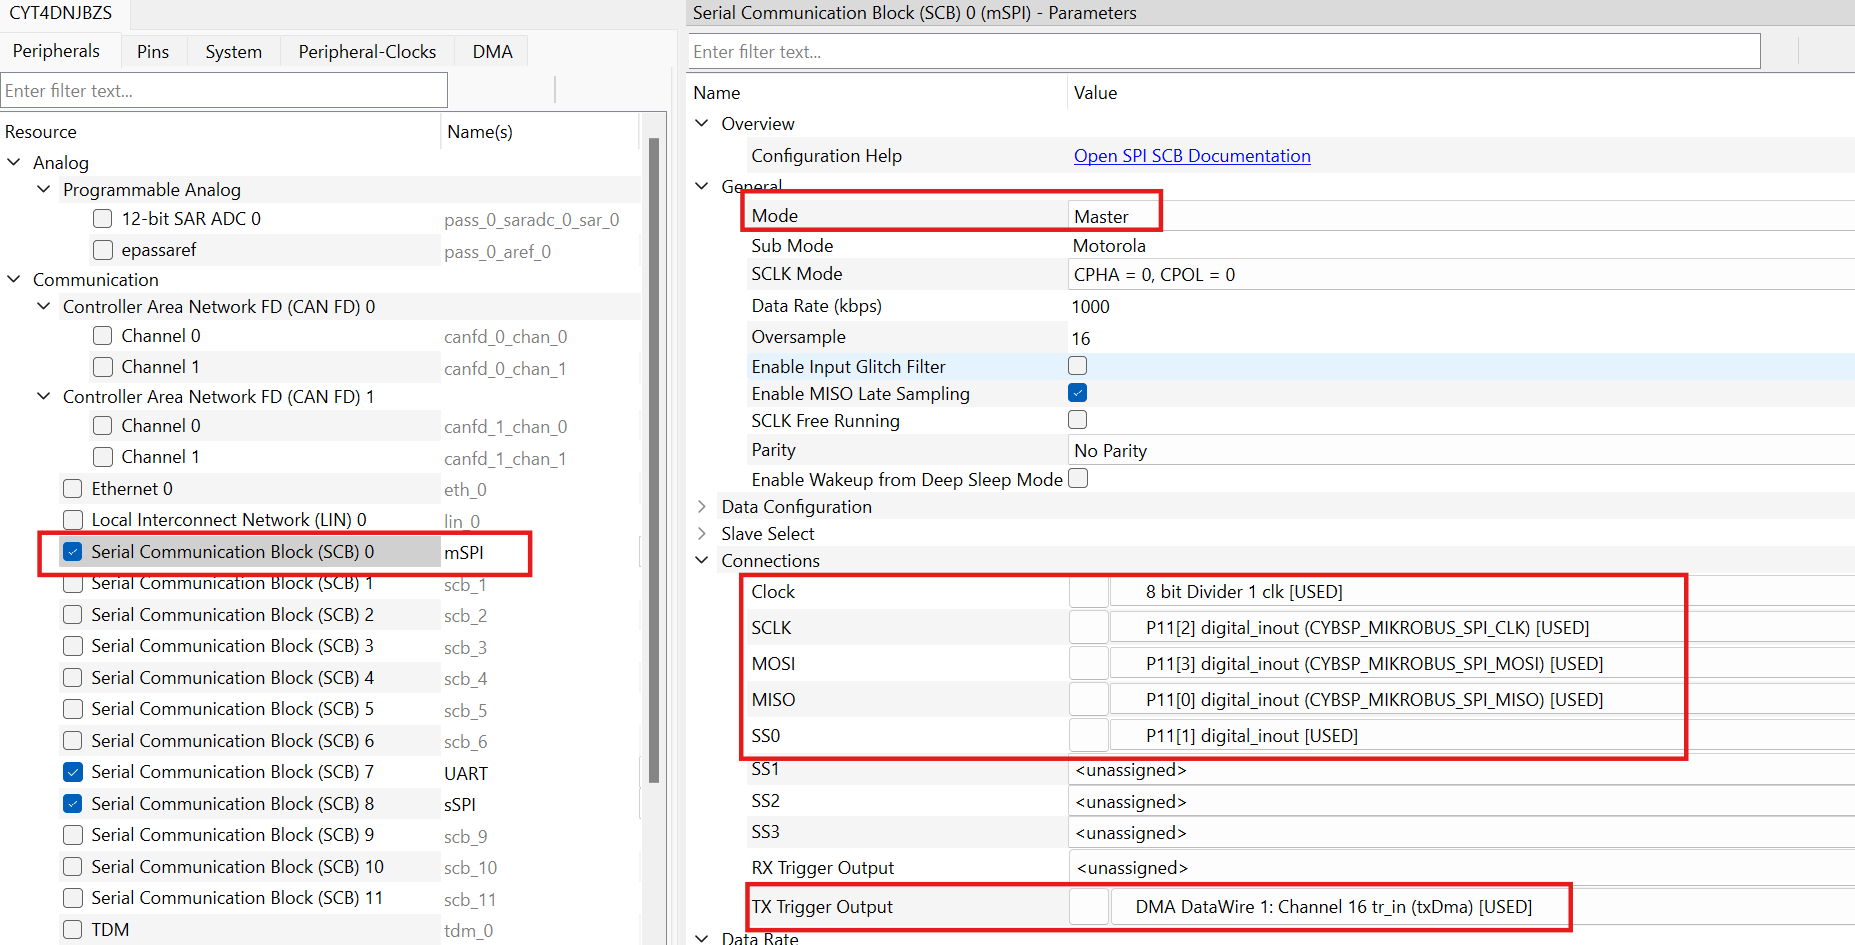 CYT4DNJBZS
Peripherals Pins System Peripheral-Clocks DMA
Enter filter text...
Resource Name(s)
Analog
Programmable Analog
12-bit SAR ADC 0 pass_0_saradc_0_sar_0
epassaref pass_0_aref_0
Communication
Controller Area Network FD (CAN FD) 0
Channel 0 canfd_0_chan_0
Channel 1 canfd_0_chan_1
Controller Area Network FD (CAN FD) 1
Channel 0 canfd_1_chan_0
Channel 1 canfd_1_chan_1
Ethernet 0 eth_0
Local Interconnect Network (LIN) 0 lin_0
Serial Communication Block (SCB) 0 mSPI
Serial Communication Block (SCB) 1 scb_1
Serial Communication Block (SCB) 2 scb_2
Serial Communication Block (SCB) 3 scb_3
Serial Communication Block (SCB) 4 scb_4
Serial Communication Block (SCB) 5 scb_5
Serial Communication Block (SCB) 6 scb_6
Serial Communication Block (SCB) 7 UART
Serial Communication Block (SCB) 8 sSPI
Serial Communication Block (SCB) 9 scb_9
Serial Communication Block (SCB) 10 scb_10
Serial Communication Block (SCB) 11 scb_11
TDM tdm_0
Serial Communication Block (SCB) 0 (mSPI) - Parameters
Enter filter text...
Name Value
Overview
Configuration Help Open SPI SCB Documentation
General
Mode Master
Sub Mode Motorola
SCLK Mode CPHA = 0, CPOL = 0
Data Rate (kbps) 1000
Oversample 16
Enable Input Glitch Filter
Enable MISO Late Sampling
SCLK Free Running
Parity No Parity
Enable Wakeup from Deep Sleep Mode
Data Configuration
Slave Select
Connections
Clock 8 bit Divider 1 clk [USED]
SCLK P11[2] digital_inout (CYBSP_MIKROBUS_SPI_CLK) [USED]
MOSI P11[3] digital_inout (CYBSP_MIKROBUS_SPI_MOSI) [USED]
MISO P11[0] digital_inout (CYBSP_MIKROBUS_SPI_MISO) [USED]
SS0 P11[1] digital_inout [USED]
SS1 <unassigned>
SS2 <unassigned>
SS3 <unassigned>
RX Trigger Output <unassigned>
TX Trigger Output DMA DataWire 1: Channel 16 tr_in (txDma) [USED]
Data Rate